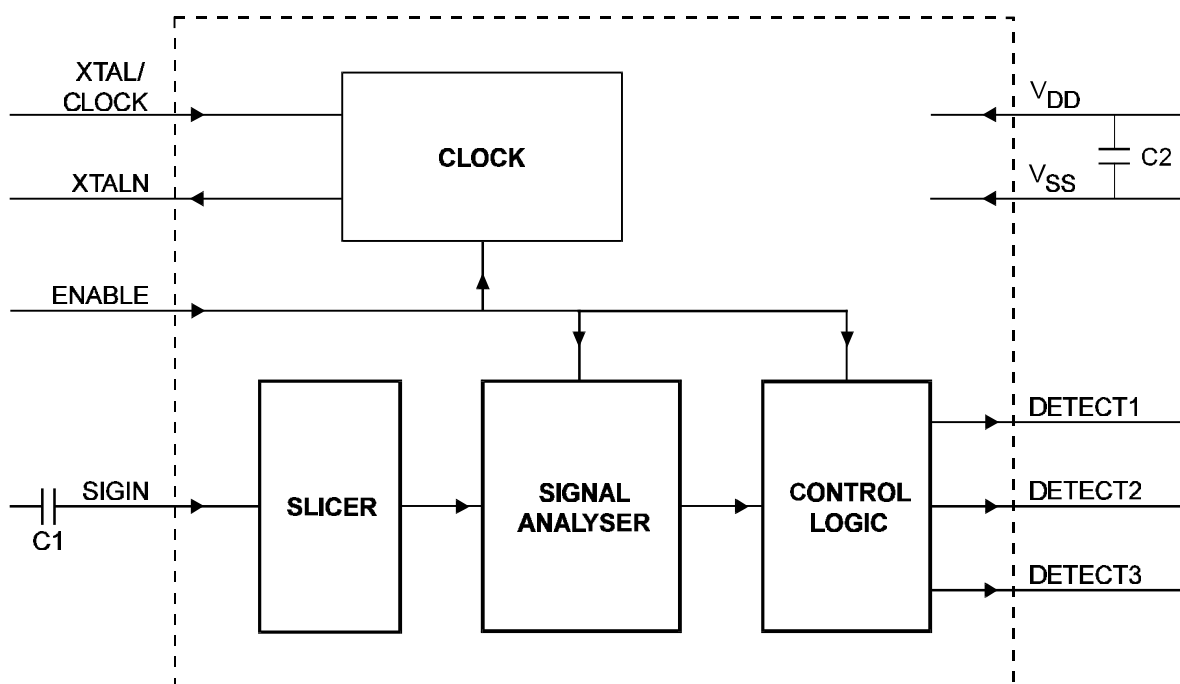 XTAL/
CLOCK
XTALN
ENABLE
CLOCK
VDD
C2
VSS
SIGIN
C1
SLICER
SIGNAL
ANALYSER
CONTROL
LOGIC
DETECT1
DETECT2
DETECT3